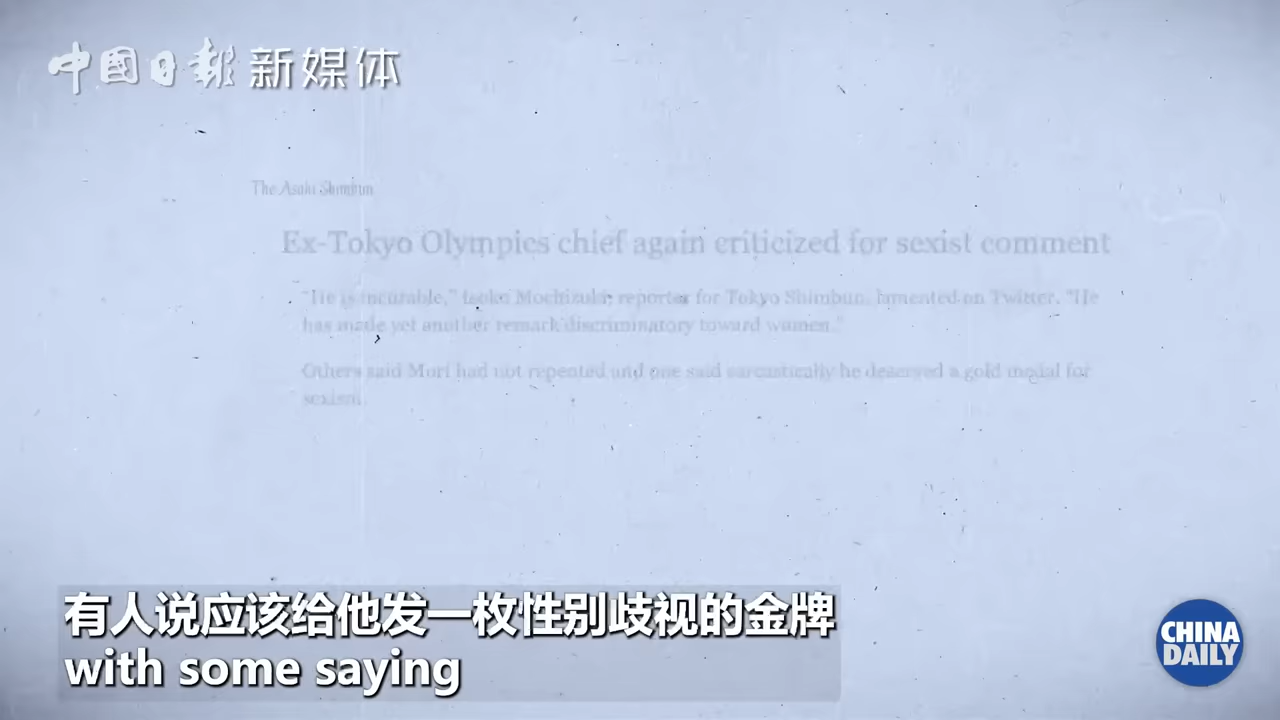 中國日報 新媒体
The Asahi Shimbun
Ex-Tokyo Olympics chief again criticized for sexist comment
"He is incurable," Isoko Mochizuki, reporter for Tokyo Shimbun, lamented on Twitter. "He
has made yet another remark discriminatory toward women."
Others said Mori had not repented and one said sarcastically he deserved a gold medal for
sexism.
有人说应该给他发一枚性别歧视的金牌
with some saying
CHINA
DAILY